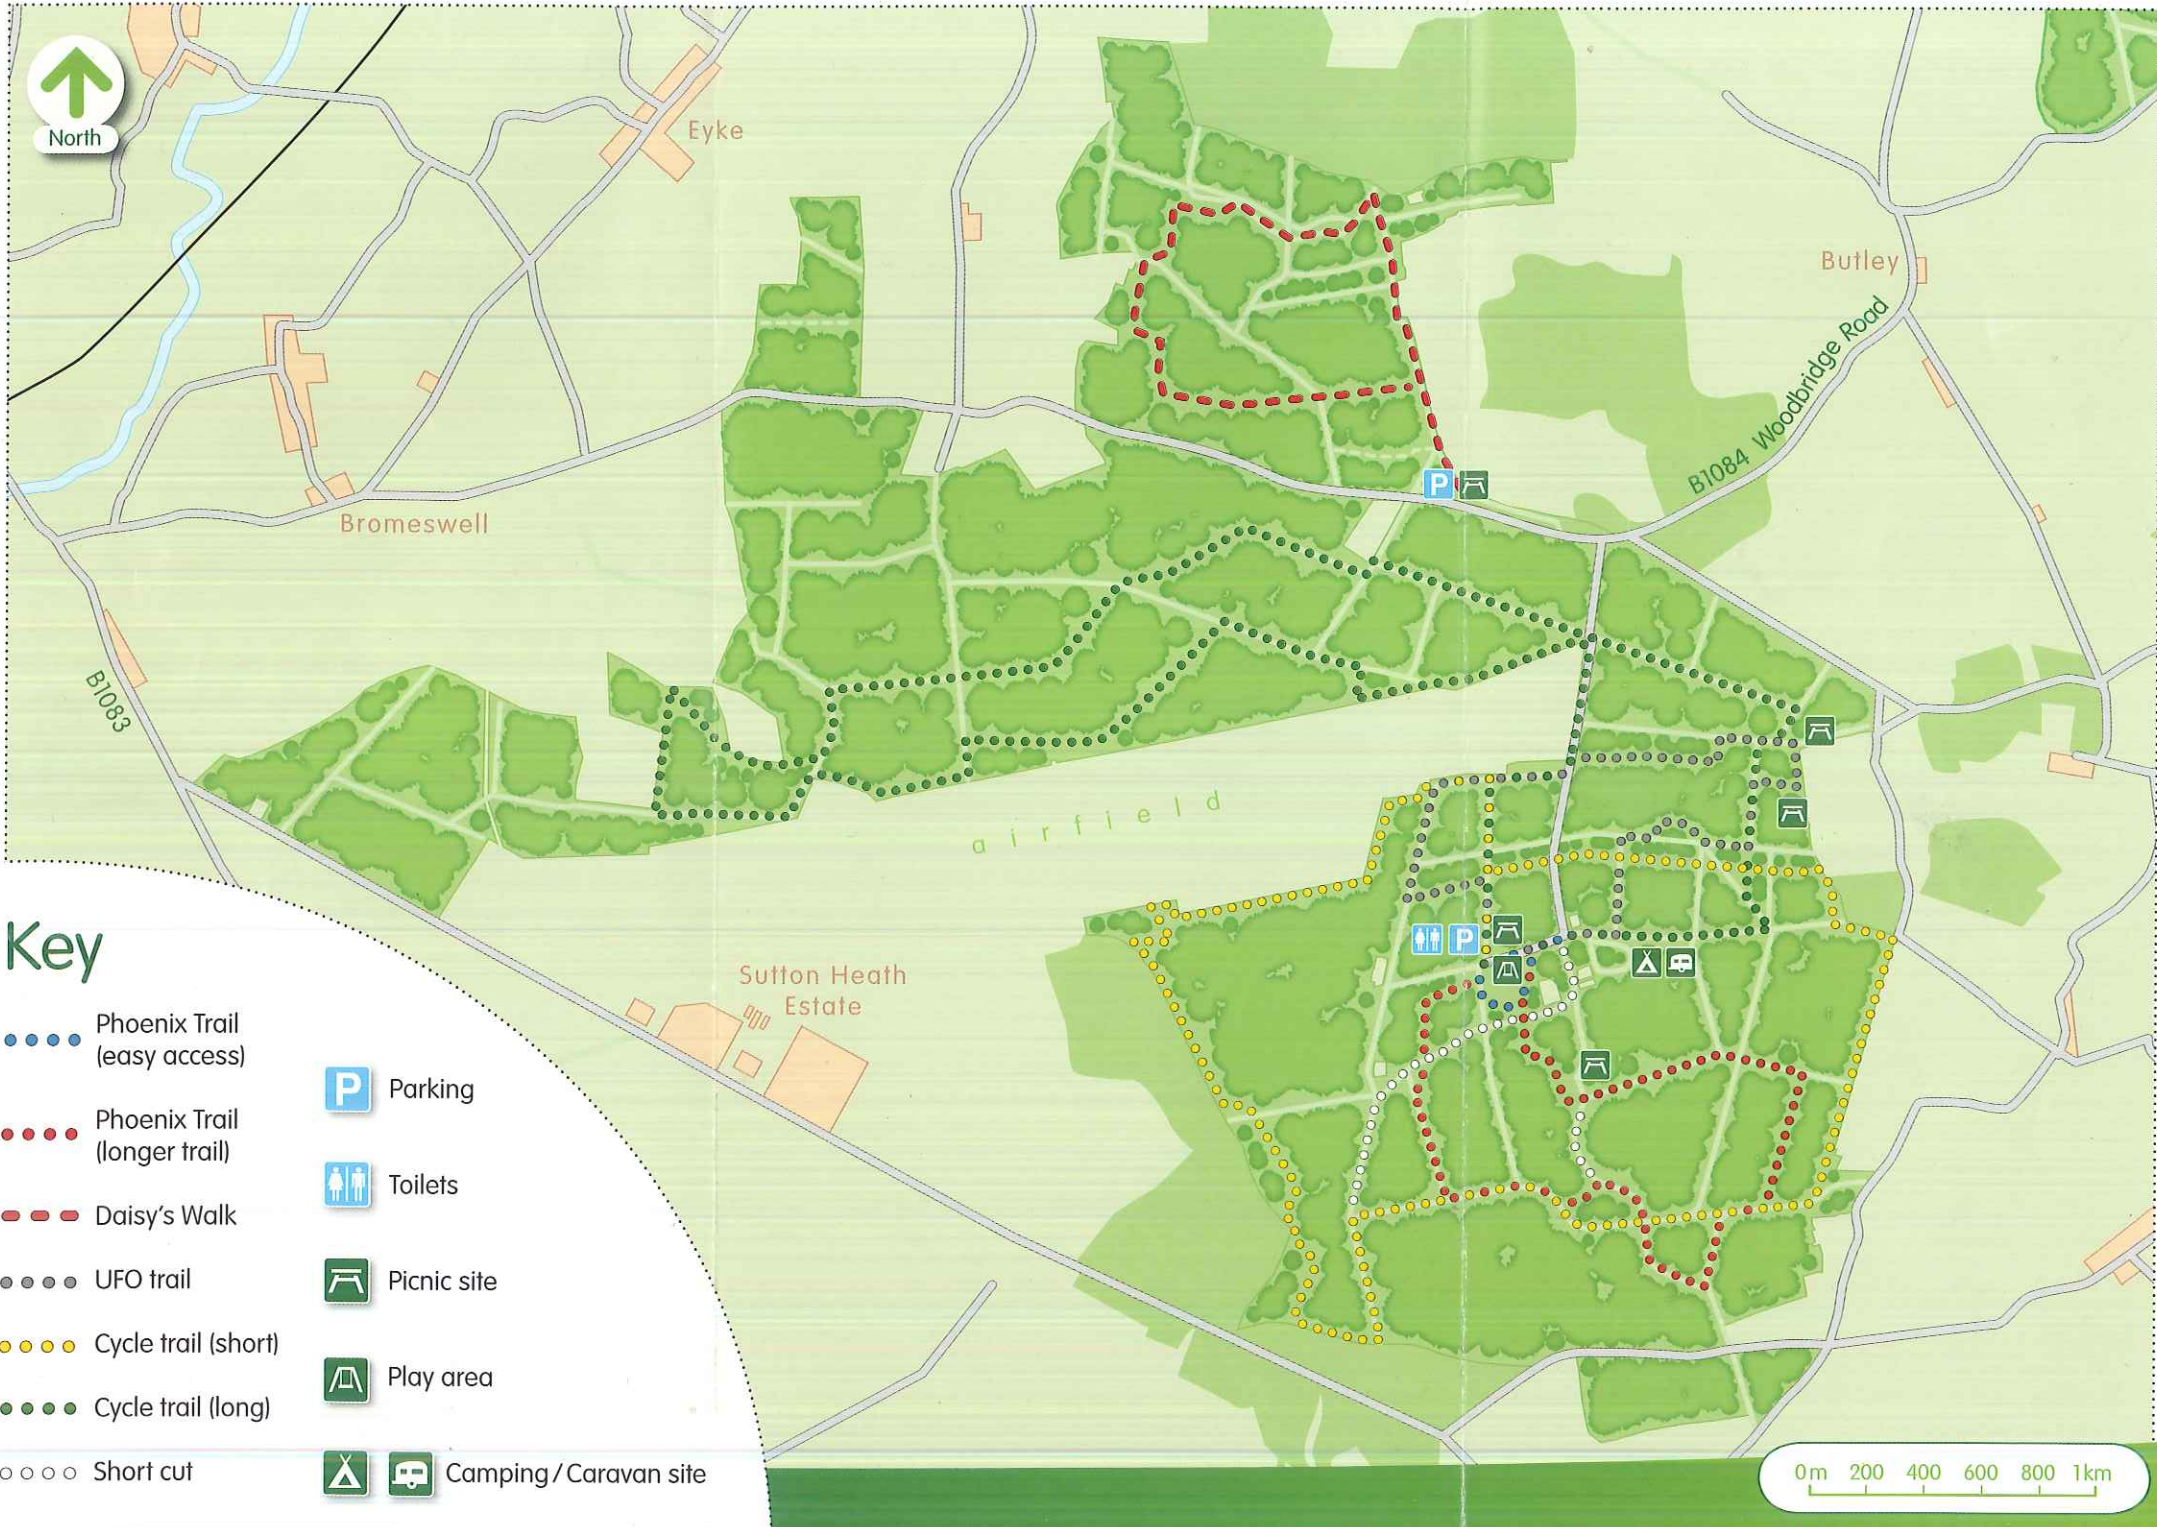 North
Eyke
Butley
B1084 Woodbridge Road
Bromeswell
B1083
airfield
Sutton Heath
Estate
Key
Phoenix Trail
(easy access)
Phoenix Trail
(longer trail)
Daisy's Walk
UFO trail
Cycle trail (short)
Cycle trail (long)
Short cut
P Parking
Toilets
Picnic site
Play area
Camping/Caravan site
P
P
0m 200 400 600 800 1km